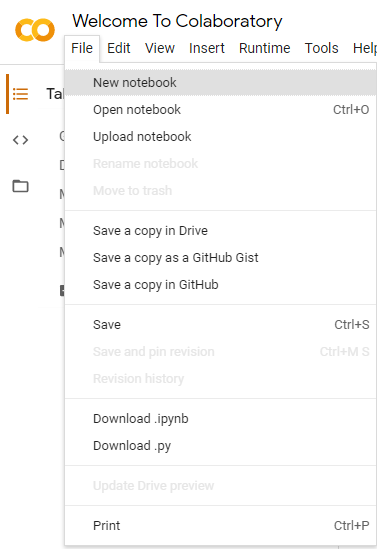 Welcome To Colaboratory
File Edit View Insert Runtime Tools Help
New notebook
Open notebook Ctrl+O
Upload notebook
Rename notebook
Move to trash
Save a copy in Drive
Save a copy as a GitHub Gist
Save a copy in GitHub
Save Ctrl+S
Save and pin revision Ctrl+M S
Revision history
Download .ipynb
Download .py
Update Drive preview
Print Ctrl+P